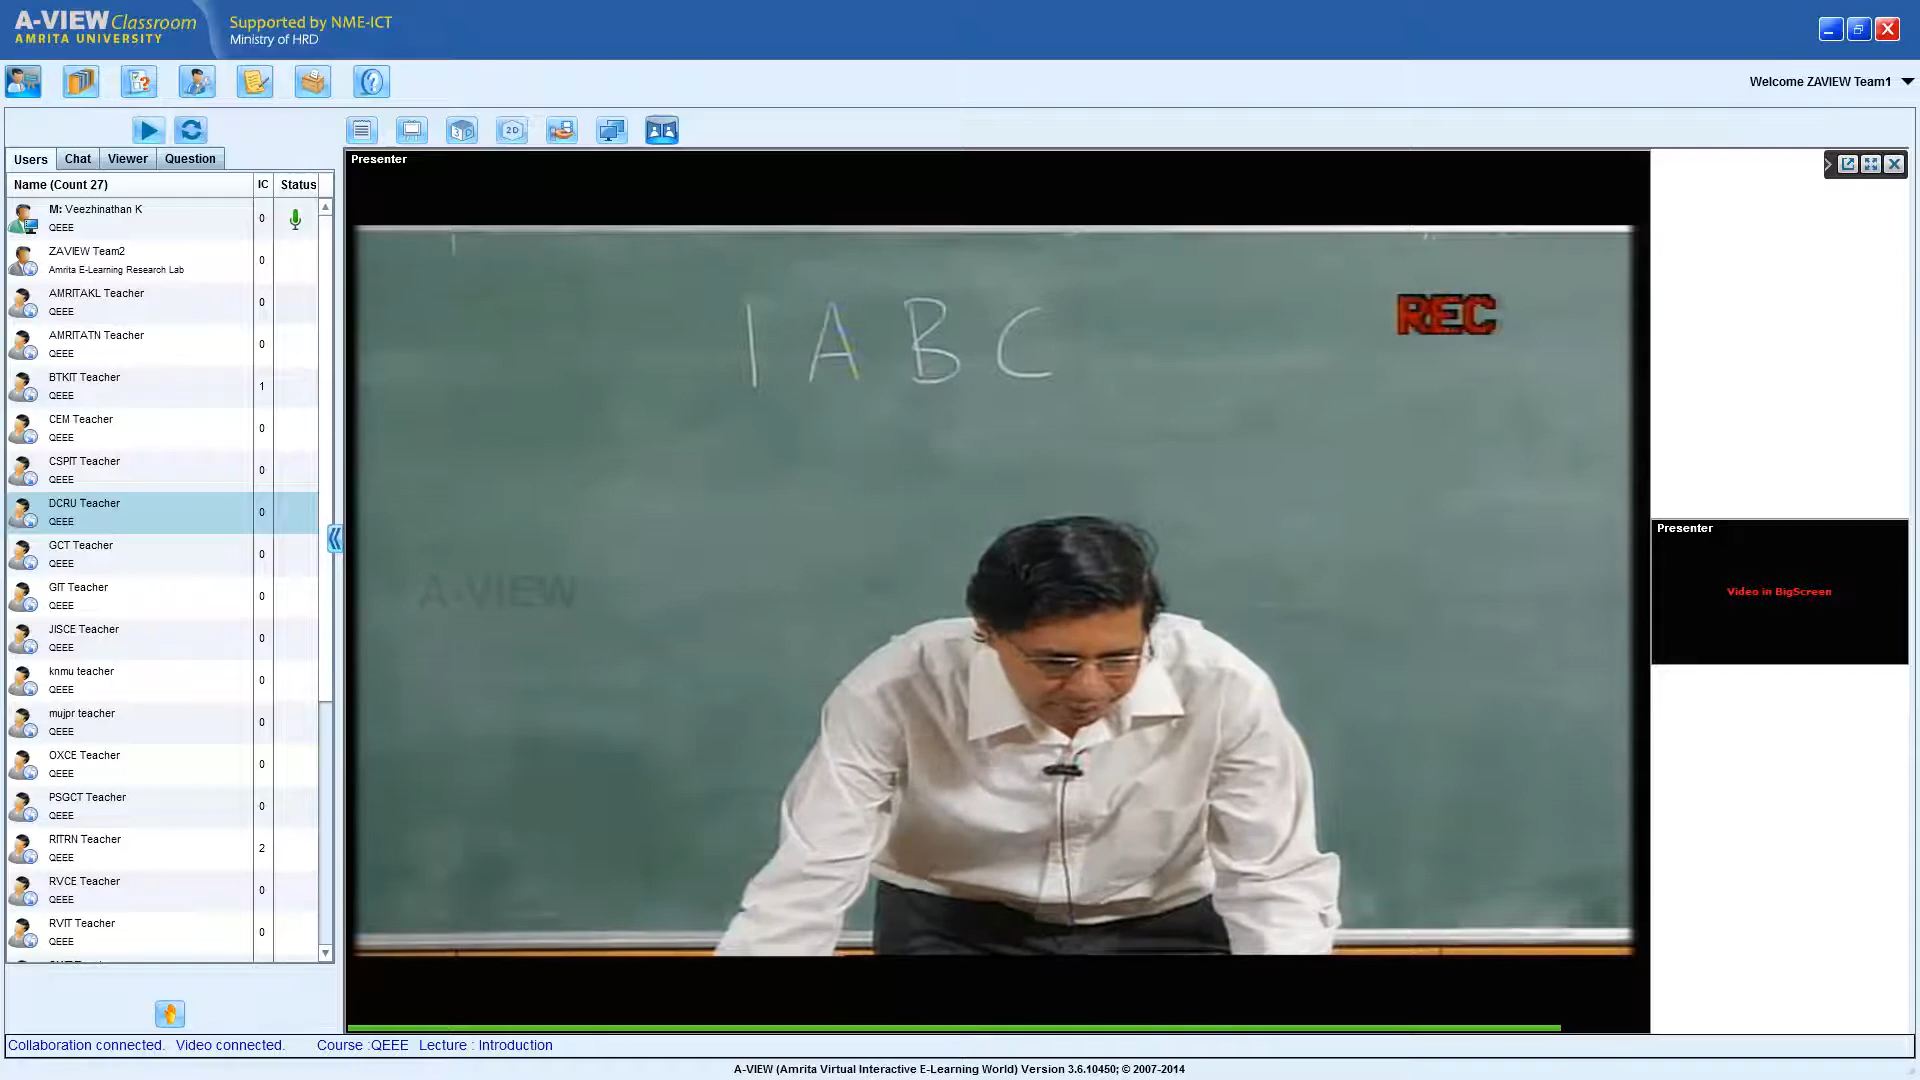 A-VIEW Classroom
AMRITA UNIVERSITY
Supported by NME-ICT
Ministry of HRD
Welcome ZAVIEW Team1
3D
2D
Users Chat Viewer Question
Name (Count 27) IC Status
M: Veezhinathan K
QEEE
0
ZAVIEW Team2
Amrita E-Learning Research Lab
0
AMRITAKL Teacher
QEEE
0
AMRITATN Teacher
QEEE
0
BTKIT Teacher
QEEE
1
CEM Teacher
QEEE
0
CSPIT Teacher
QEEE
0
DCRU Teacher
QEEE
0
GCT Teacher
QEEE
0
GIT Teacher
QEEE
0
JISCE Teacher
QEEE
0
knmu teacher
QEEE
0
mujpr teacher
QEEE
0
OXCE Teacher
QEEE
0
PSGCT Teacher
QEEE
0
RITRN Teacher
QEEE
2
RVCE Teacher
QEEE
0
RVIT Teacher
QEEE
0
Presenter
1 A B C
REC
A-VIEW
Presenter
Video in BigScreen
Collaboration connected. Video connected. Course :QEEE Lecture : Introduction
A-VIEW (Amrita Virtual Interactive E-Learning World) Version 3.6.10450; © 2007-2014